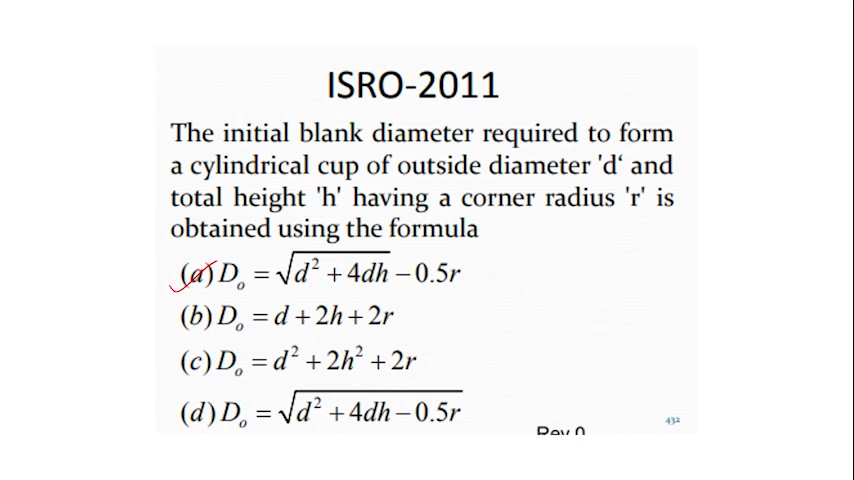 ISRO-2011
The initial blank diameter required to form
a cylindrical cup of outside diameter 'd‘ and
total height 'h' having a corner radius 'r' is
obtained using the formula
(a) Dₒ = √(d² + 4dh) − 0.5r
(b) Dₒ = d + 2h + 2r
(c) Dₒ = d² + 2h² + 2r
(d) Dₒ = √(d² + 4dh − 0.5r)
Rev.0
432